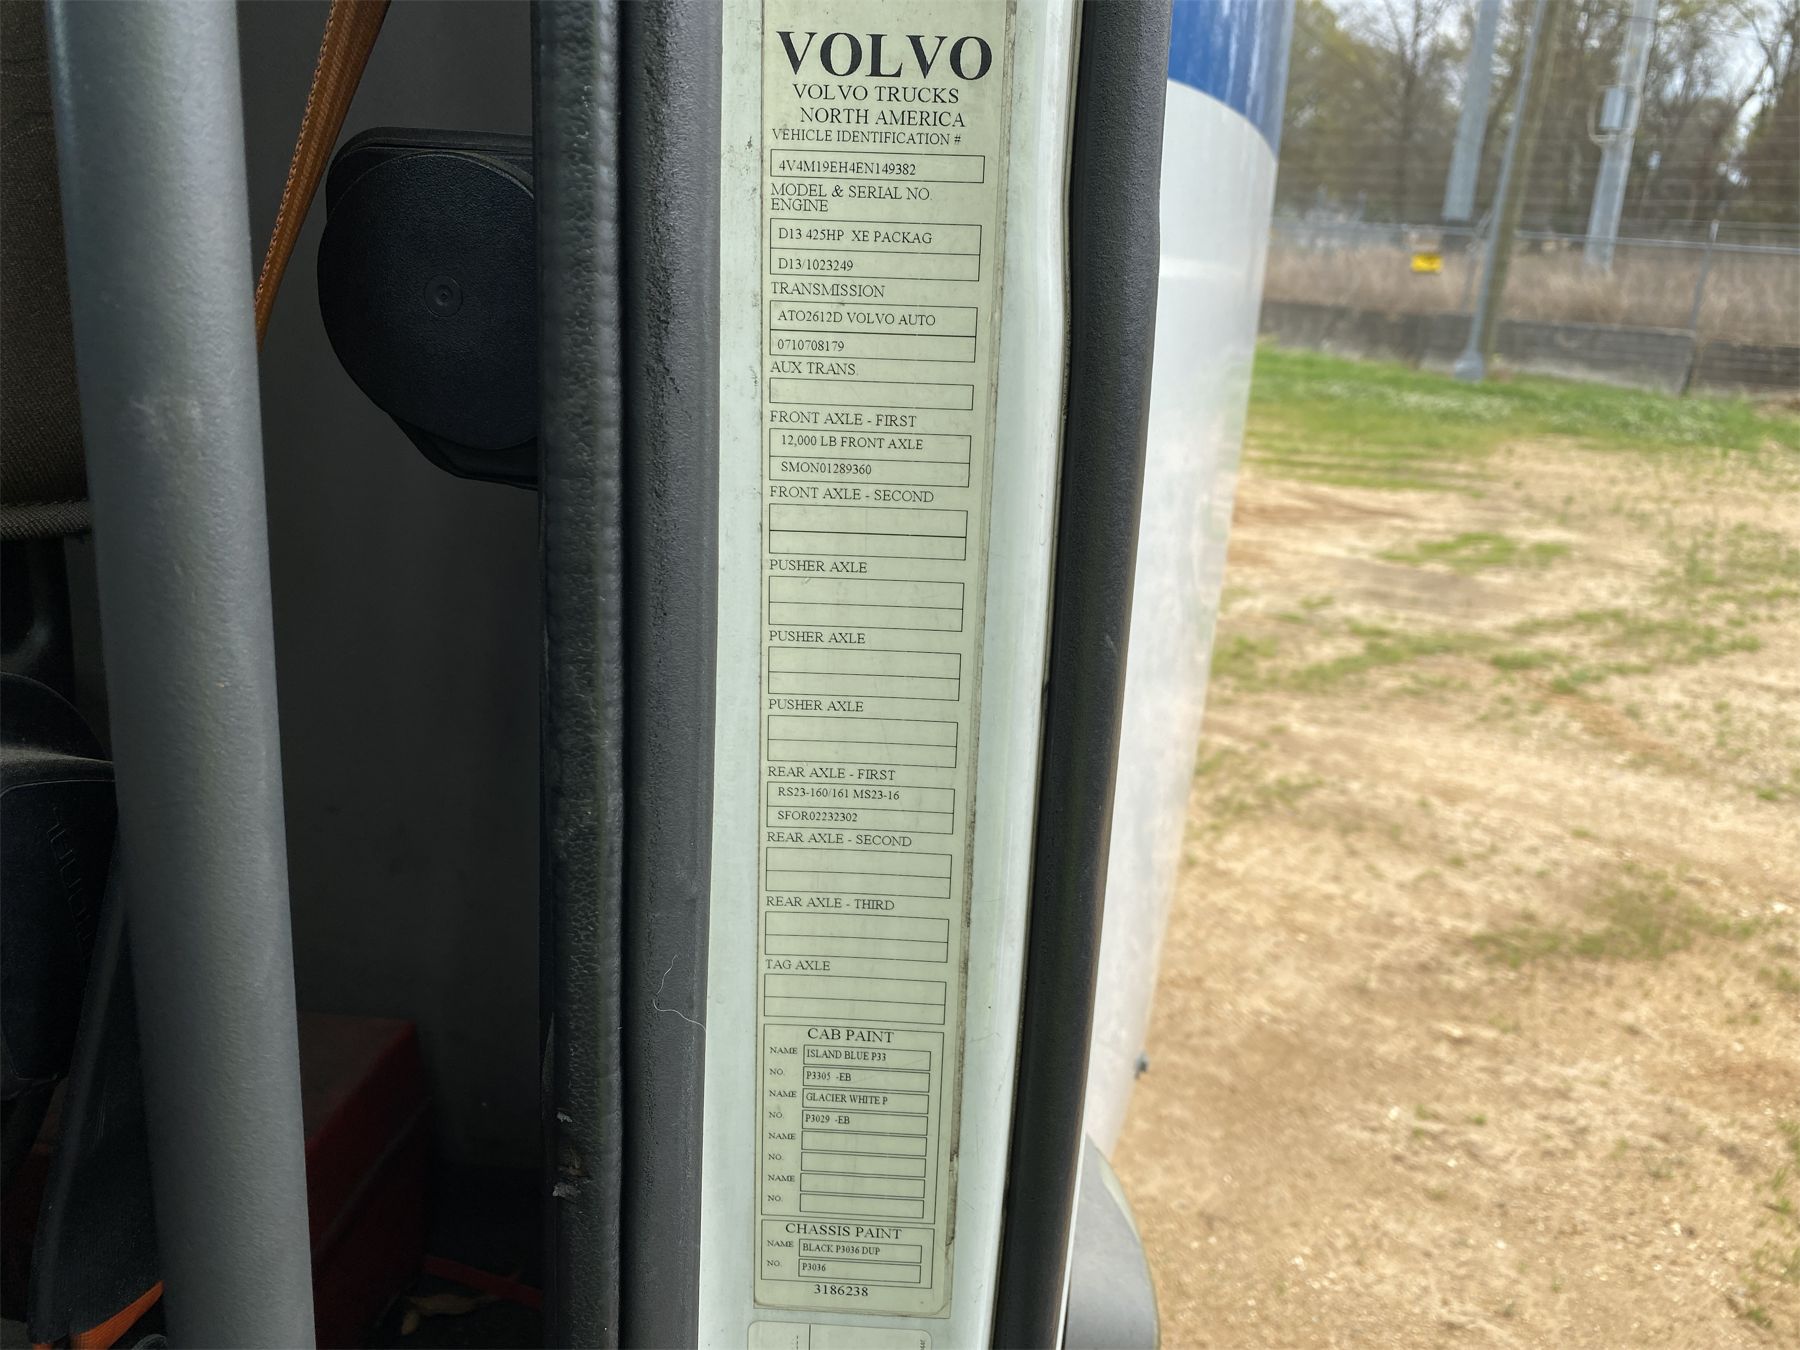 VOLVO
VOLVO TRUCKS
NORTH AMERICA
VEHICLE IDENTIFICATION #
4V4M19EH4EN149382
MODEL & SERIAL NO.
ENGINE
D13 425HP XE PACKAG
D13/1023249
TRANSMISSION
ATO2612D VOLVO AUTO
0710708179
AUX TRANS.
FRONT AXLE - FIRST
12,000 LB FRONT AXLE
SMON01289360
FRONT AXLE - SECOND
PUSHER AXLE
PUSHER AXLE
PUSHER AXLE
REAR AXLE - FIRST
RS23-160/161 MS23-16
SFOR02232302
REAR AXLE - SECOND
REAR AXLE - THIRD
TAG AXLE
CAB PAINT
NAME ISLAND BLUE P33
NO. P3305 -EB
NAME GLACIER WHITE P
NO. P3029 -EB
NAME
NO.
NAME
NO.
CHASSIS PAINT
NAME BLACK P3036 DUP
NO. P3036
3186238